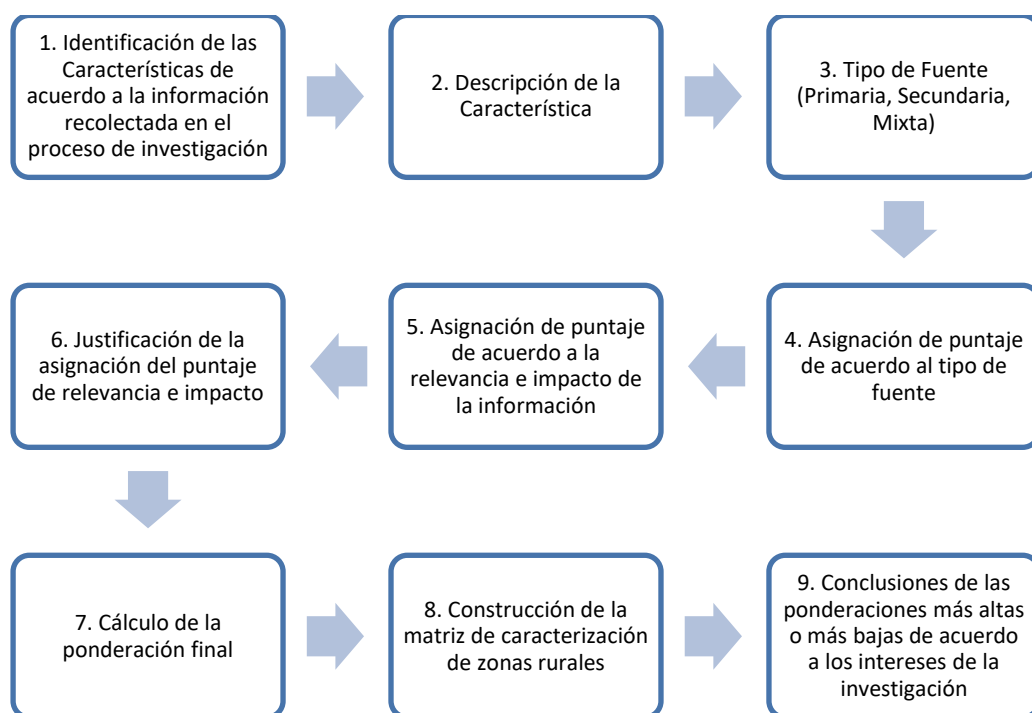 1. Identificación de las
Características de
acuerdo a la información
recolectada en el
proceso de investigación
2. Descripción de la
Característica
3. Tipo de Fuente
(Primaria, Secundaria,
Mixta)
4. Asignación de puntaje
de acuerdo al tipo de
fuente
5. Asignación de puntaje
de acuerdo a la
relevancia e impacto de
la información
6. Justificación de la
asignación del puntaje
de relevancia e impacto
7. Cálculo de la
ponderación final
8. Construcción de la
matriz de caracterización
de zonas rurales
9. Conclusiones de las
ponderaciones más altas
o más bajas de acuerdo
a los intereses de la
investigación